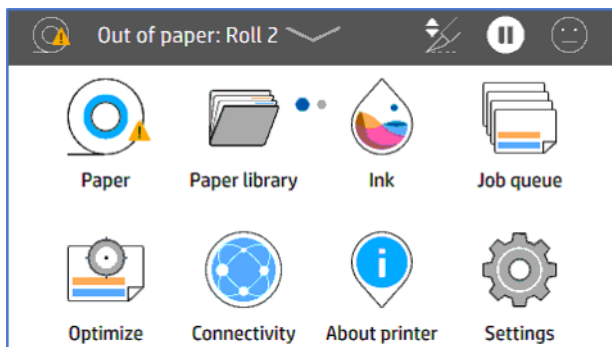 Out of paper: Roll 2
Paper Paper library Ink Job queue
Optimize Connectivity About printer Settings